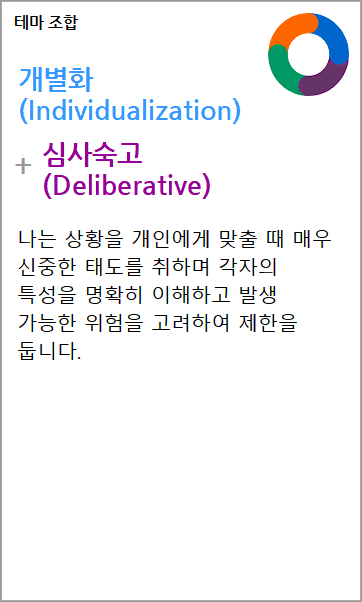 테마 조합
개별화
(Individualization)
+ 심사숙고
(Deliberative)
나는 상황을 개인에게 맞출 때 매우
신중한 태도를 취하며 각자의
특성을 명확히 이해하고 발생
가능한 위험을 고려하여 제한을
둡니다.